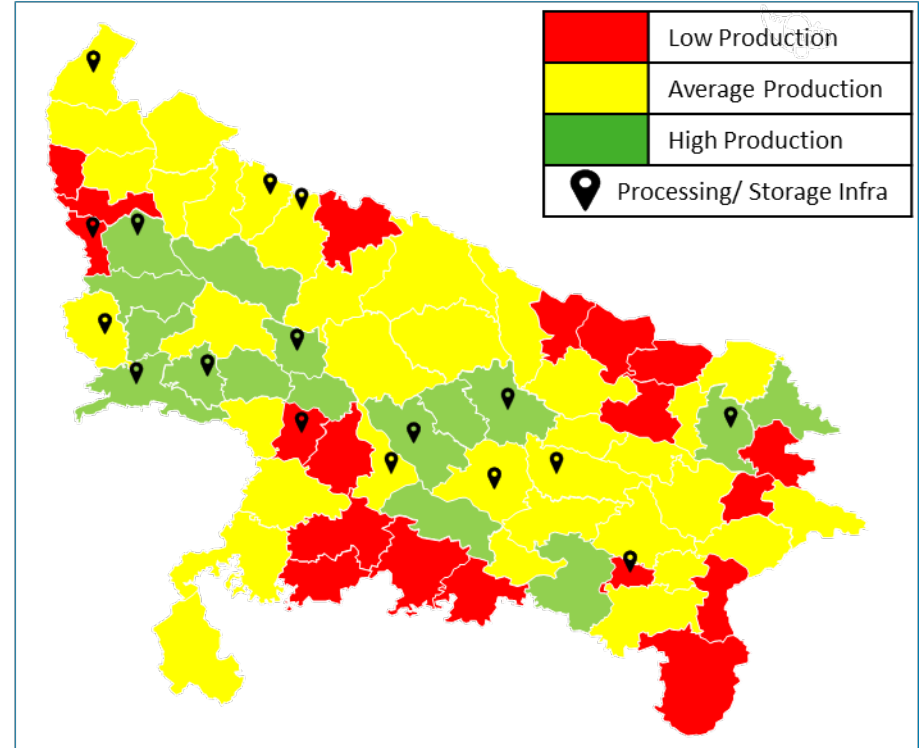 Low Production
Average Production
High Production
Processing/ Storage Infra